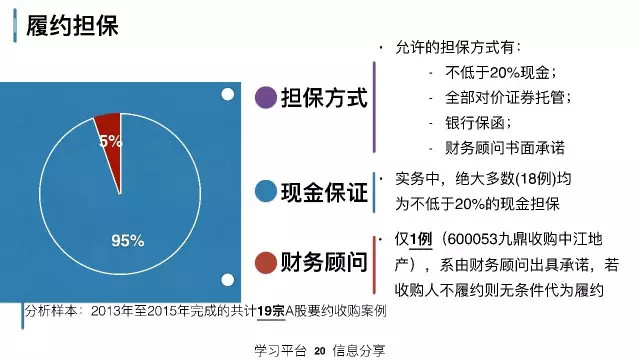 履约担保
5%
95%
担保方式
· 允许的担保方式有：
- 不低于20%现金；
- 全部对价证券托管；
- 银行保函；
- 财务顾问书面承诺
现金保证
· 实务中，绝大多数(18例)均
为不低于20%的现金担保
财务顾问
· 仅1例（600053九鼎收购中江地
产），系由财务顾问出具承诺，若
收购人不履约则无条件代为履约
分析样本：2013年至2015年完成的共计19宗A股要约收购案例
学习平台 20 信息分享